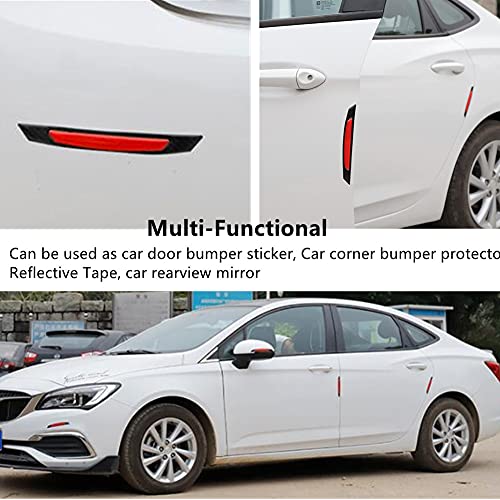 Multi-Functional
Can be used as car door bumper sticker, Car corner bumper protecto
Reflective Tape, car rearview mirror